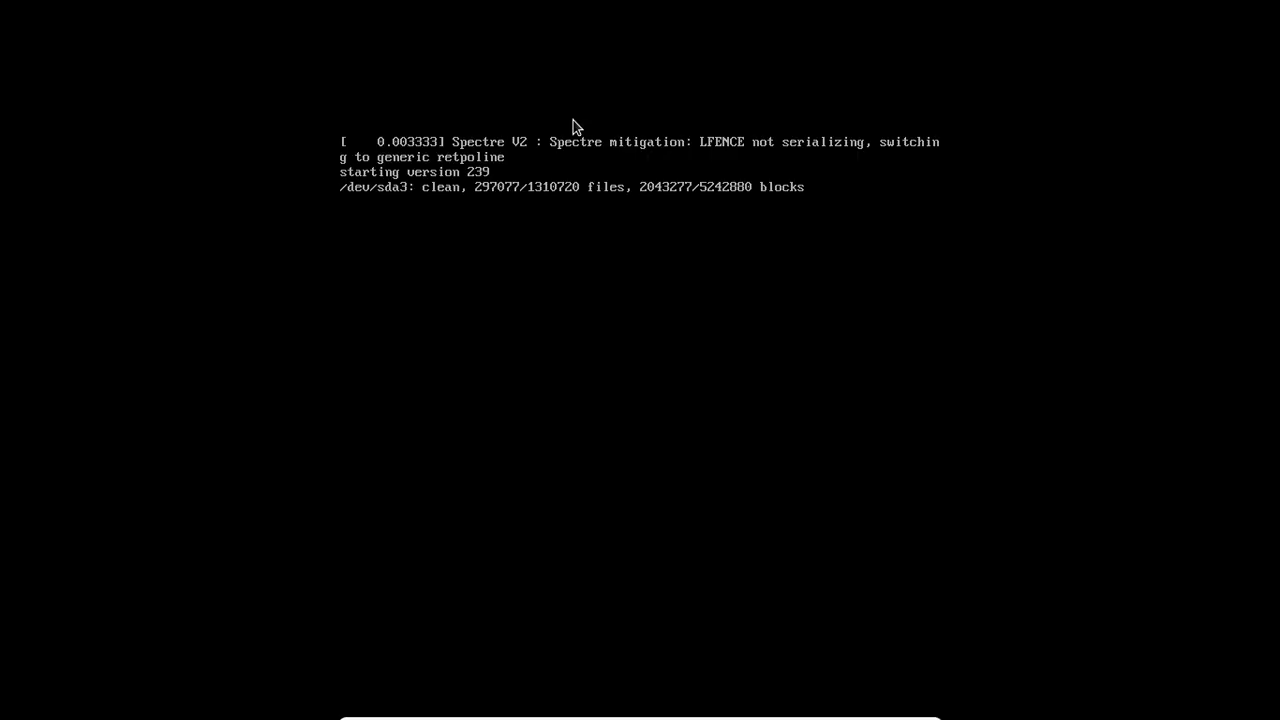 [    0.003333] Spectre V2 : Spectre mitigation: LFENCE not serializing, switchin
g to generic retpoline
starting version 239
/dev/sda3: clean, 297077/1310720 files, 2043277/5242880 blocks